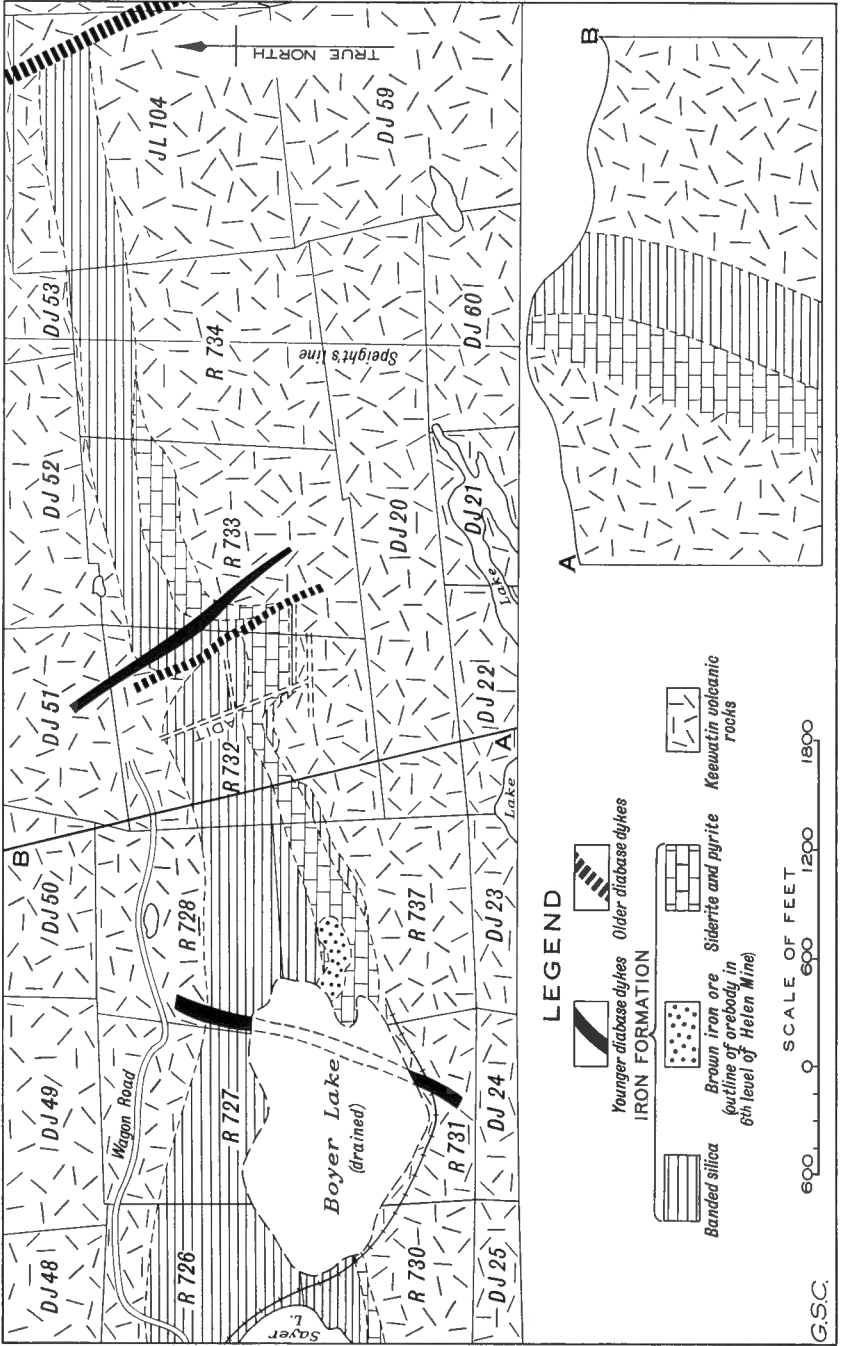 DJ 48
DJ 49
DJ 50
B
DJ 51
DJ 52
DJ 53
Wagon Road
R 726
R 727
R 728
R 732
ADIT
R 733
R 734
JL 104
TRUE NORTH
Sayer
L.
Boyer Lake
(drained)
Speight's line
R 730
R 731
R 737
A
DJ 20
DJ 59
DJ 25
DJ 24
DJ 23
Lake
DJ 22
Lake
DJ 21
DJ 60
LEGEND
Younger diabase dykes
Older diabase dykes
IRON FORMATION
Banded silica
Brown iron ore
(outline of orebody in
6th level of Helen Mine)
Siderite and pyrite
Keewatin volcanic
rocks
SCALE OF FEET
600 0 600 1200 1800
A
B
G.S.C.